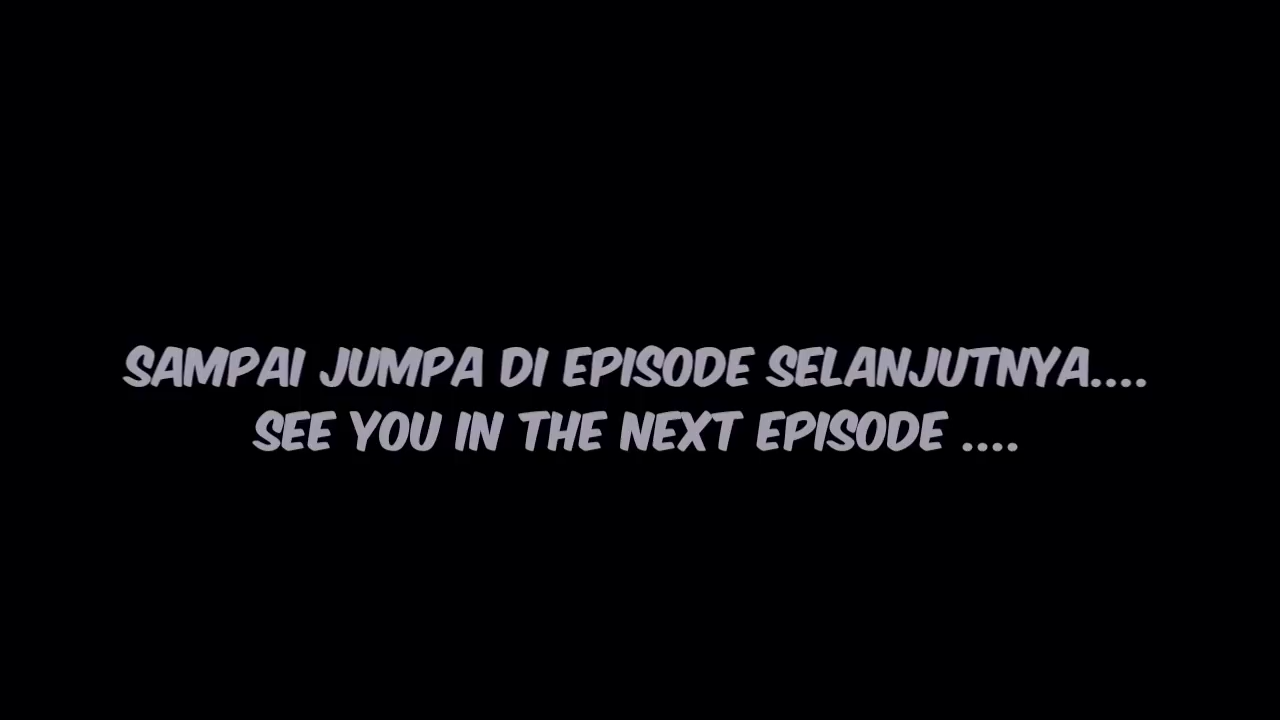 SAMPAI JUMPA DI EPISODE SELANJUTNYA....
SEE YOU IN THE NEXT EPISODE ....